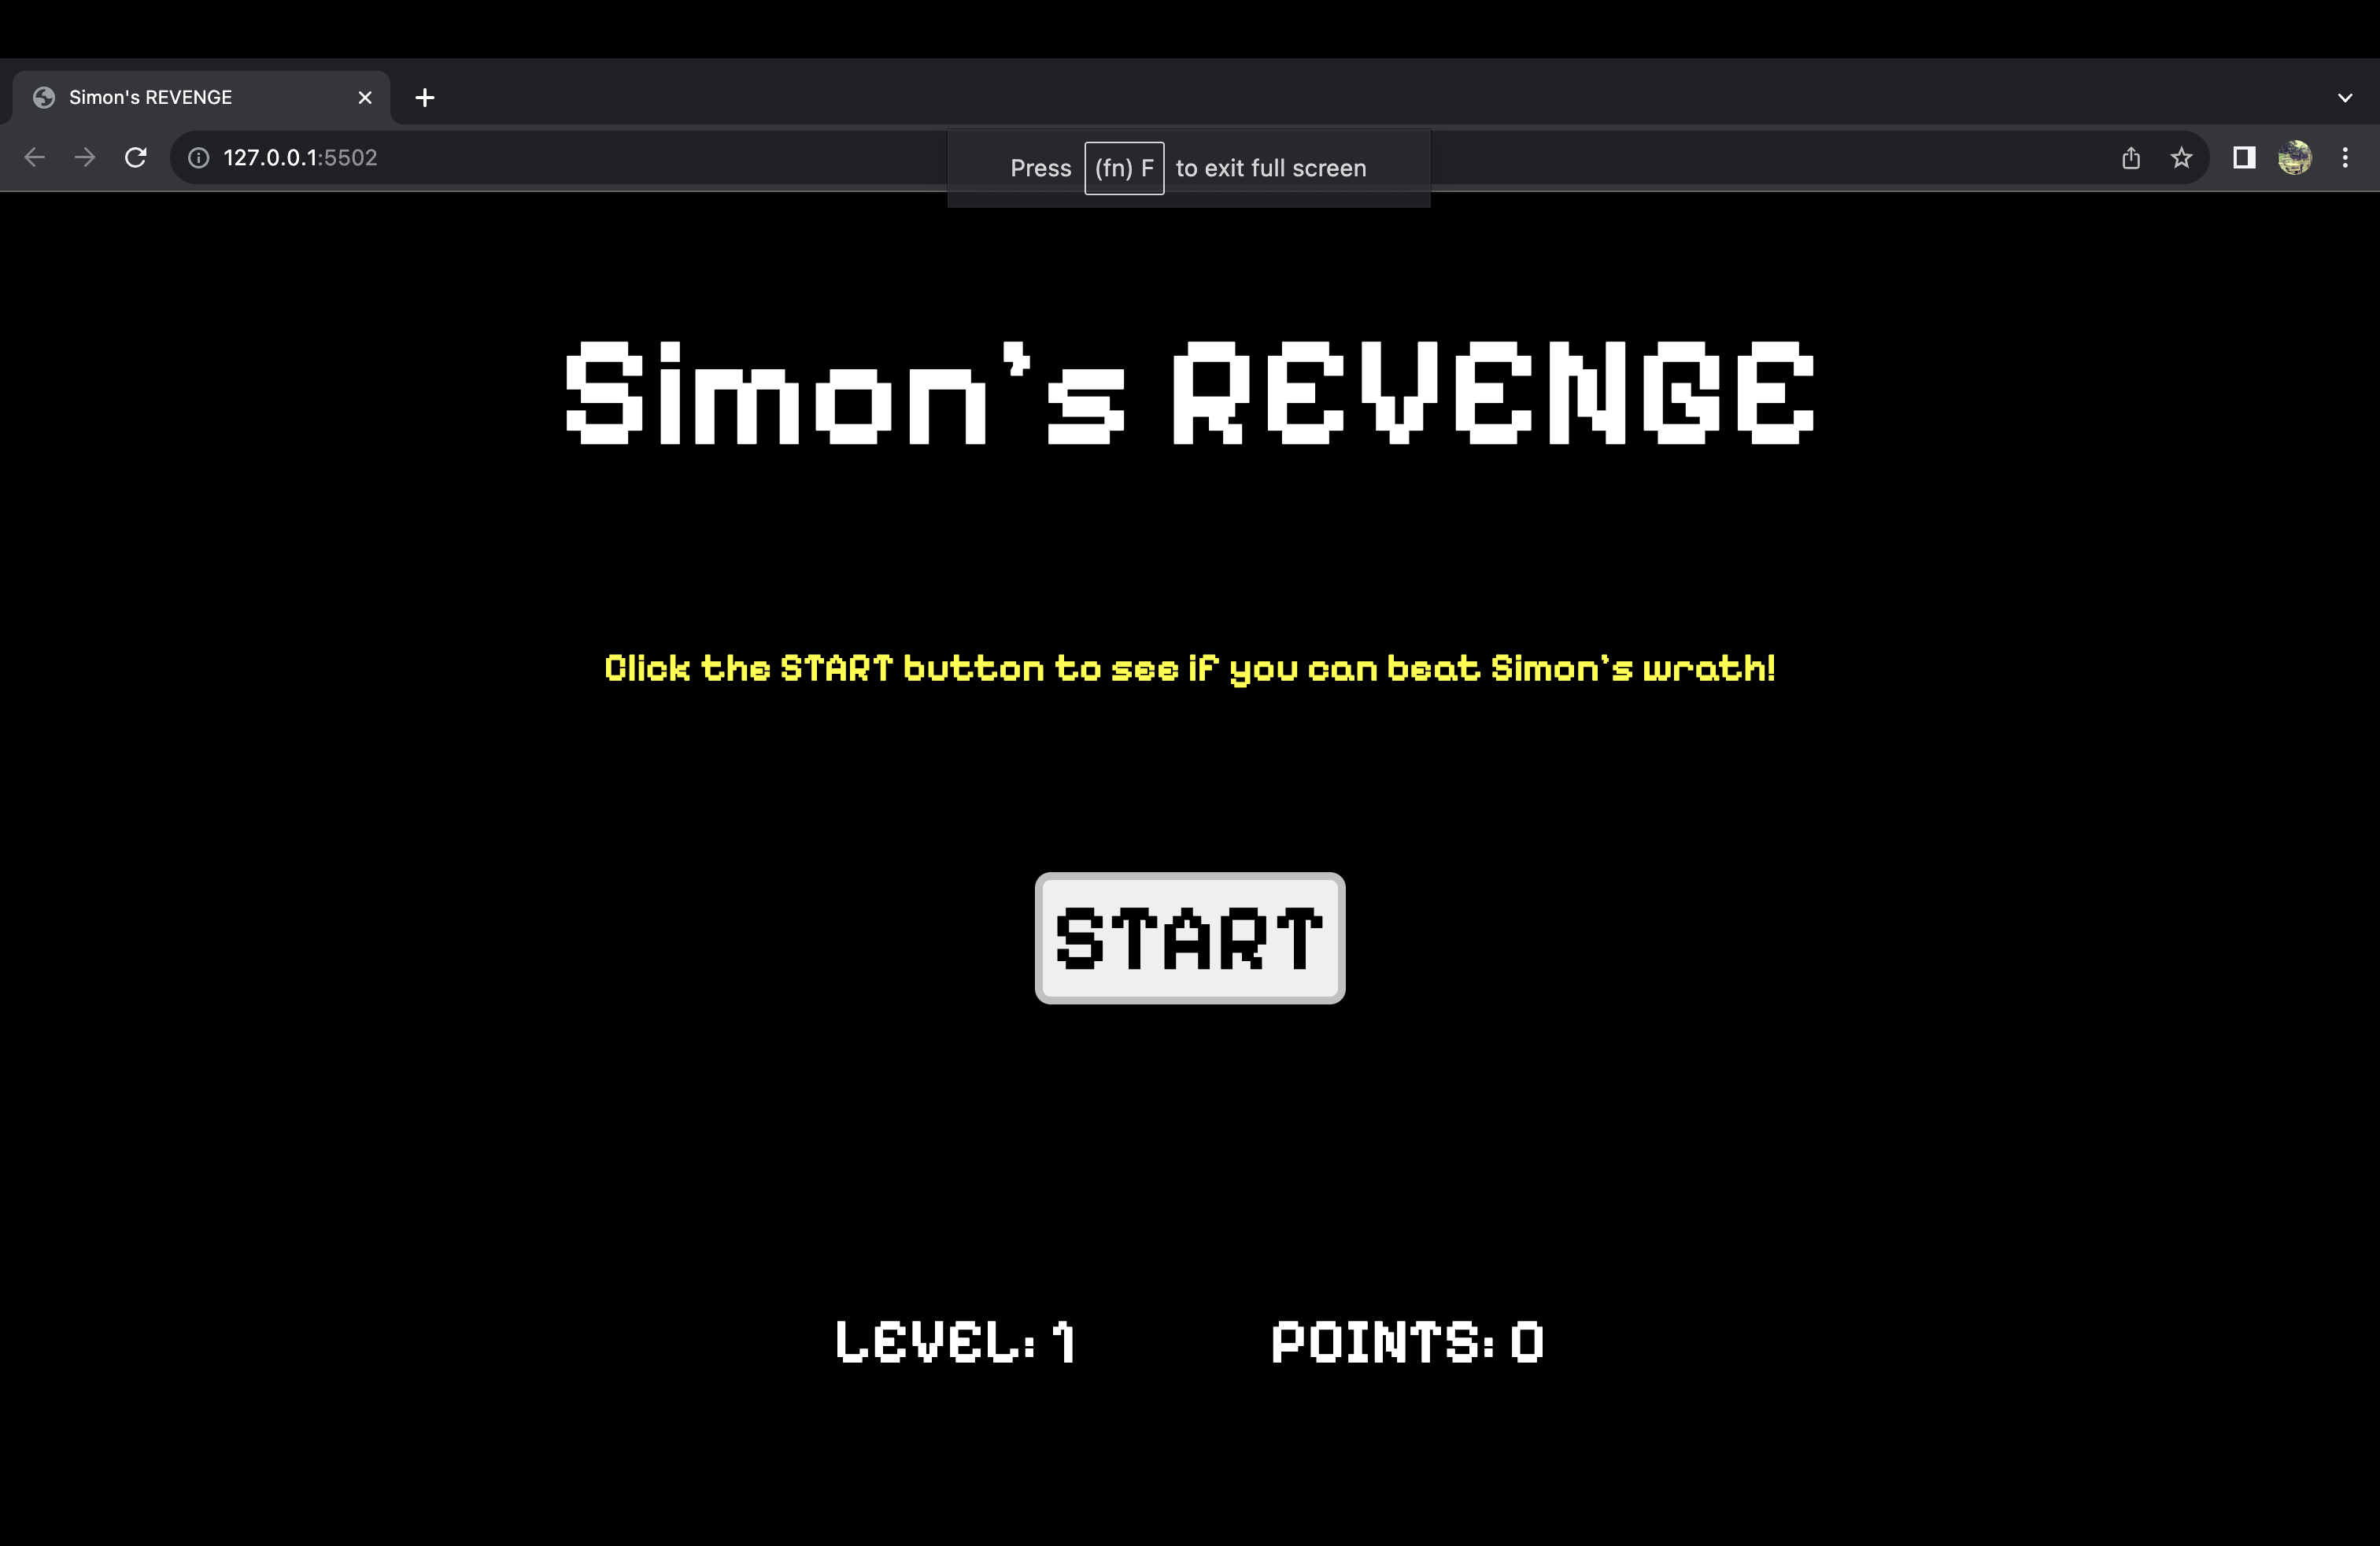 Simon's REVENGE
127.0.0.1:5502
Press (fn) F to exit full screen
Simon's REVENGE
Click the START button to see if you can beat Simon's wrath!
START
LEVEL: 1 POINTS: 0